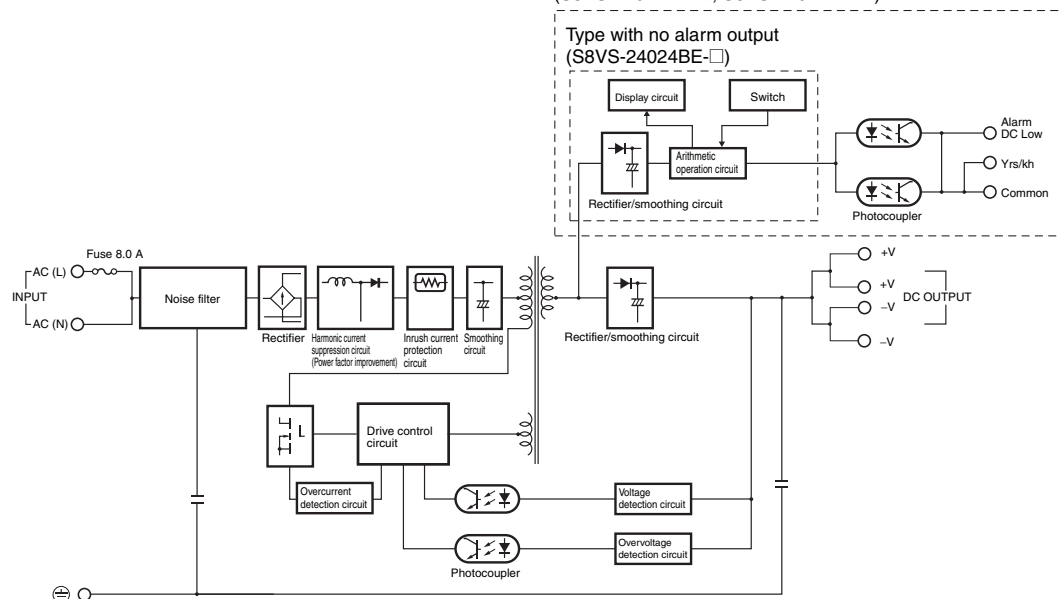 Type with no alarm output
(S8VS-24024BE-□)
Display circuit
Switch
Arithmetic
operation circuit
Rectifier/smoothing circuit
Photocoupler
Alarm
DC Low
Yrs/kh
Common
Fuse 8.0 A
AC (L)
INPUT
AC (N)
Noise filter
Rectifier
Harmonic current
suppression circuit
(Power factor improvement)
Inrush current
protection
circuit
Smoothing
circuit
Rectifier/smoothing circuit
+V
+V
DC OUTPUT
–V
–V
Drive control
circuit
Overcurrent
detection circuit
Voltage
detection circuit
Overvoltage
detection circuit
Photocoupler